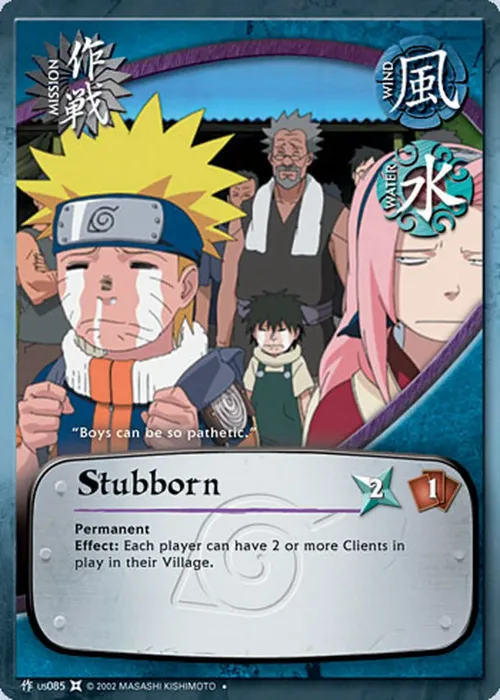 MISSION
作戦
WIND
風
WATER
水
"Boys can be so pathetic."
Stubborn
2
1
Permanent
Effect: Each player can have 2 or more Clients in
play in their Village.
作 US085 © 2002 MASASHI KISHIMOTO